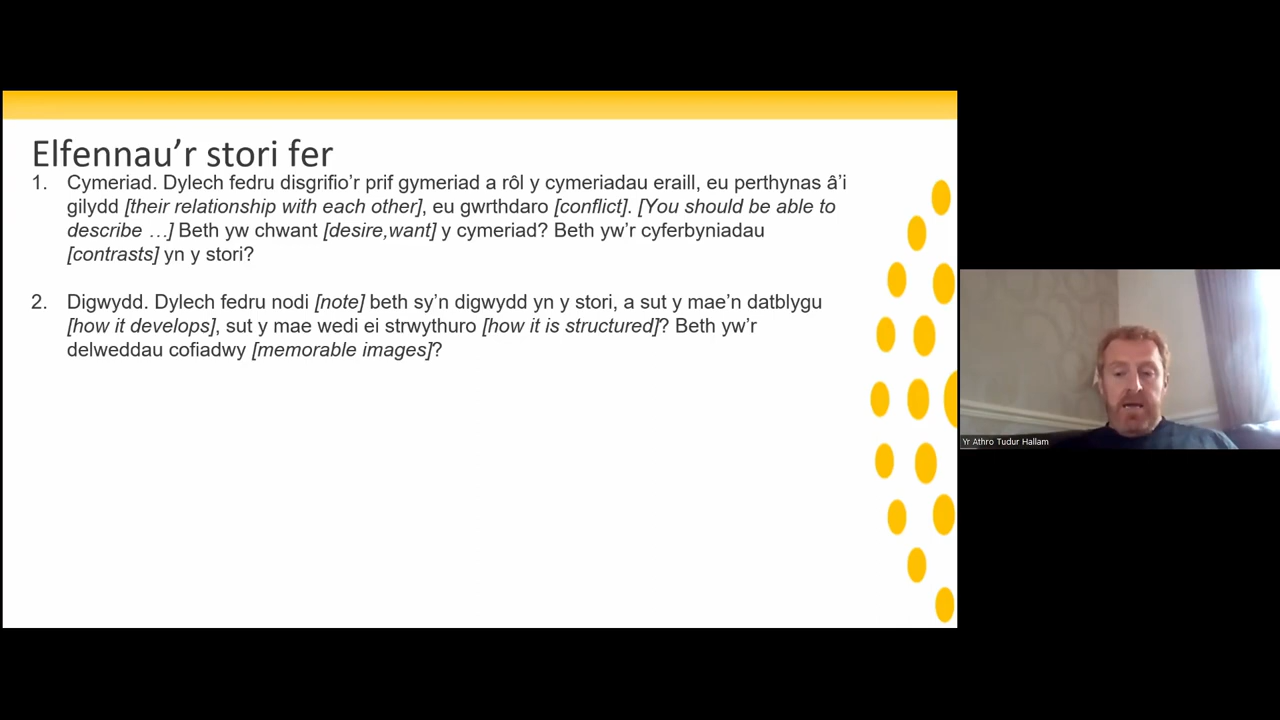 Elfennau’r stori fer
1. Cymeriad. Dylech fedru disgrifio’r prif gymeriad a rôl y cymeriadau eraill, eu perthynas â’i
gilydd [their relationship with each other], eu gwrthdaro [conflict]. [You should be able to
describe …] Beth yw chwant [desire,want] y cymeriad? Beth yw’r cyferbyniadau
[contrasts] yn y stori?
2. Digwydd. Dylech fedru nodi [note] beth sy’n digwydd yn y stori, a sut y mae’n datblygu
[how it develops], sut y mae wedi ei strwythuro [how it is structured]? Beth yw’r
delweddau cofiadwy [memorable images]?
Yr Athro Tudur Hallam